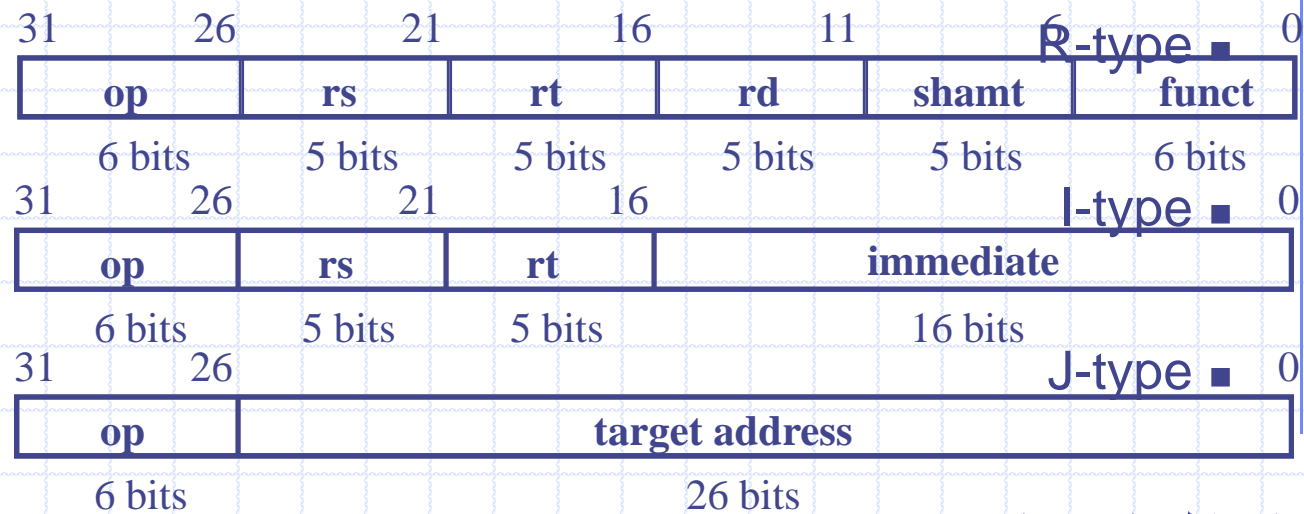 31 26 21 16 11 6 R-type ▪ 0
op rs rt rd shamt funct
6 bits 5 bits 5 bits 5 bits 5 bits 6 bits
31 26 21 16 I-type ▪ 0
op rs rt immediate
6 bits 5 bits 5 bits 16 bits
31 26 J-type ▪ 0
op target address
6 bits 26 bits